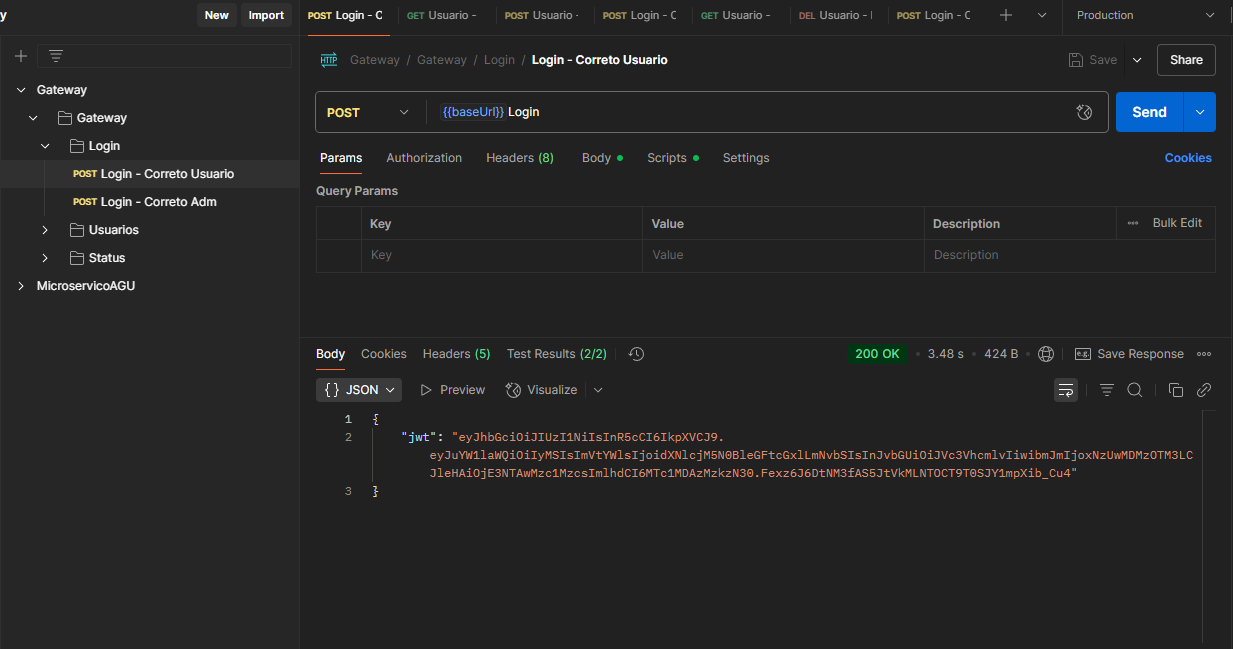 y
New Import
POST Login - C GET Usuario - POST Usuario - POST Login - C GET Usuario - DEL Usuario - I POST Login - C Production
Gateway / Gateway / Login / Login - Correto Usuario Save Share
Gateway
Gateway
Login
POST Login - Correto Usuario
POST Login - Correto Adm
Usuarios
Status
MicroservicoAGU
POST {{baseUrl}} Login Send
Params Authorization Headers (8) Body Scripts Settings Cookies
Query Params
Key Value Description Bulk Edit
Key Value Description
Body Cookies Headers (5) Test Results (2/2) 200 OK 3.48 s 424 B e.g. Save Response
{} JSON Preview Visualize
1 {
2 "jwt": "eyJhbGciOiJIUzI1NiIsInR5cCI6IkpXVCJ9.
eyJuYW1laWQiOiIyMSIsImVtYWlsIjoidXNlcjM5N0BleGFtcGxlLmNvbSIsInJvbGUiOiJVc3VhcmlvIiwibmJmIjoxNzUwMDMzOTM3LC
JleHAiOjE3NTAwMzc1MzcsImlhdCI6MTc1MDAzMzkzN30.Fexz6J6DtNM3fAS5JtVkMLNTOCT9T0SJY1mpXib_Cu4"
3 }